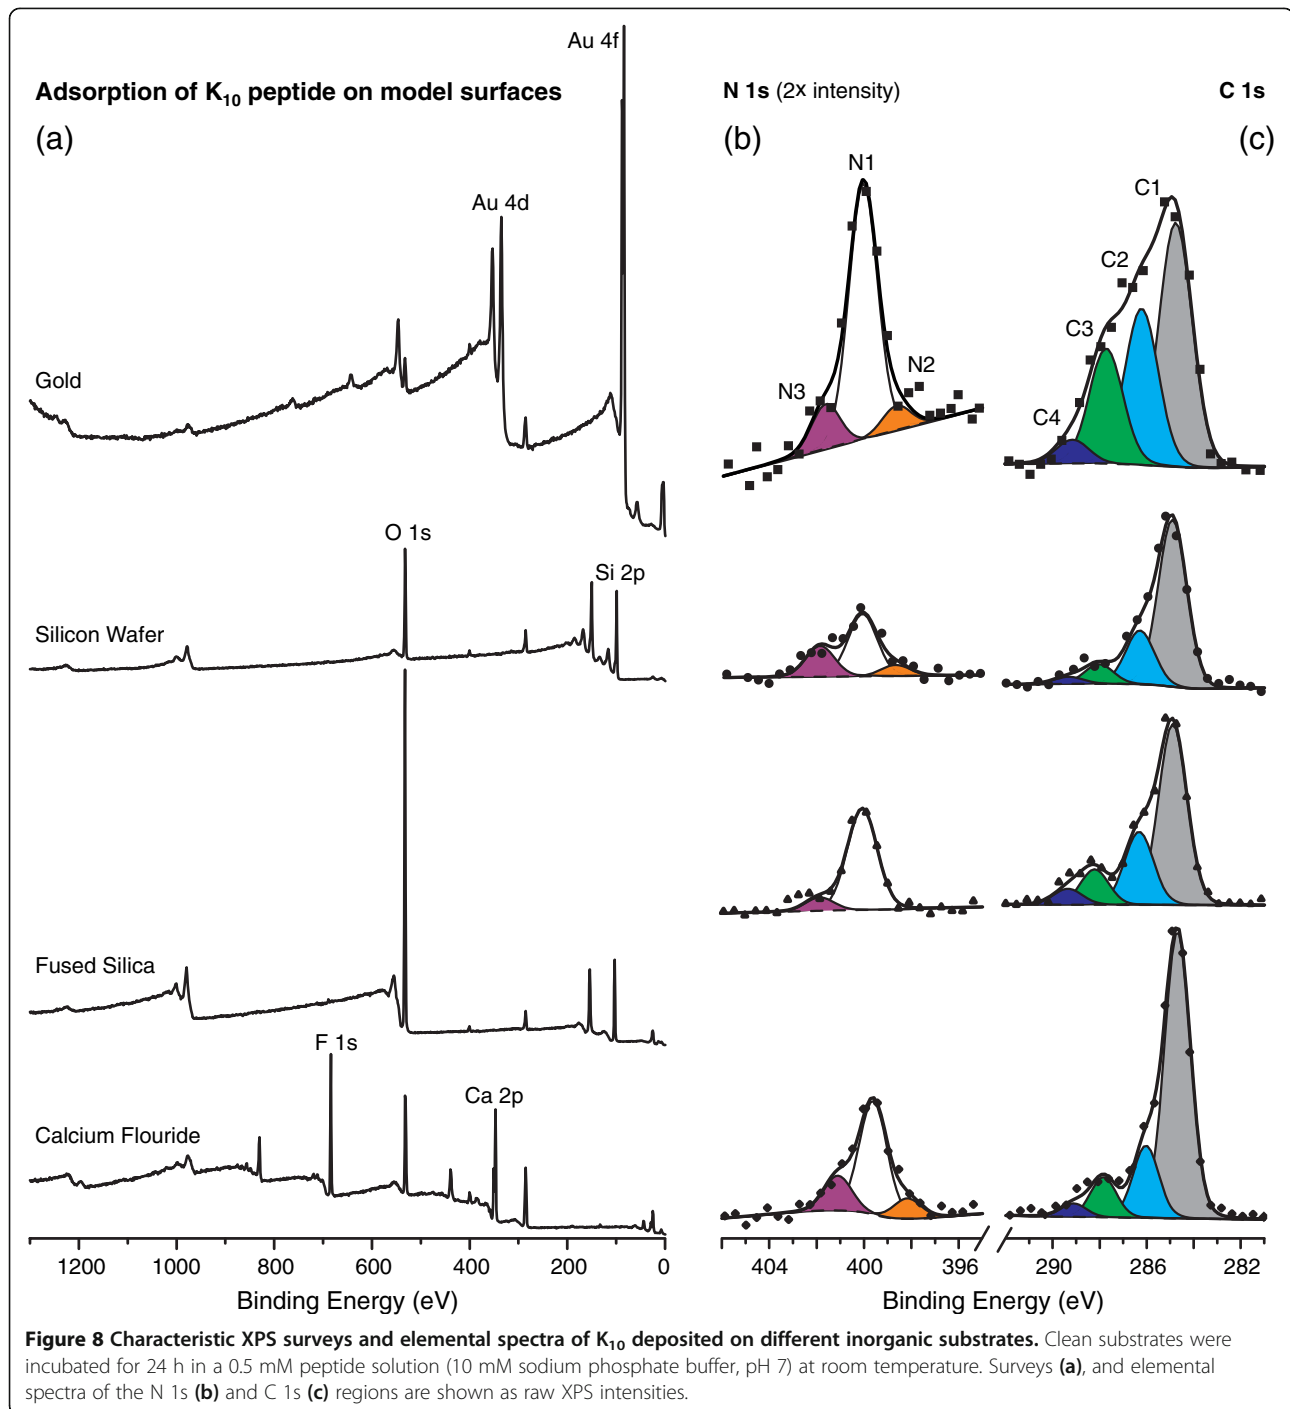 Adsorption of K10 peptide on model surfaces
(a)
Au 4f
Au 4d
Gold
O 1s
Si 2p
Silicon Wafer
Fused Silica
F 1s
Ca 2p
Calcium Flouride
1200 1000 800 600 400 200 0
Binding Energy (eV)
N 1s (2x intensity)
(b)
N1
N2
N3
404 400 396
C 1s
(c)
C1
C2
C3
C4
290 286 282
Binding Energy (eV)
Figure 8 Characteristic XPS surveys and elemental spectra of K10 deposited on different inorganic substrates. Clean substrates were
incubated for 24 h in a 0.5 mM peptide solution (10 mM sodium phosphate buffer, pH 7) at room temperature. Surveys (a), and elemental
spectra of the N 1s (b) and C 1s (c) regions are shown as raw XPS intensities.